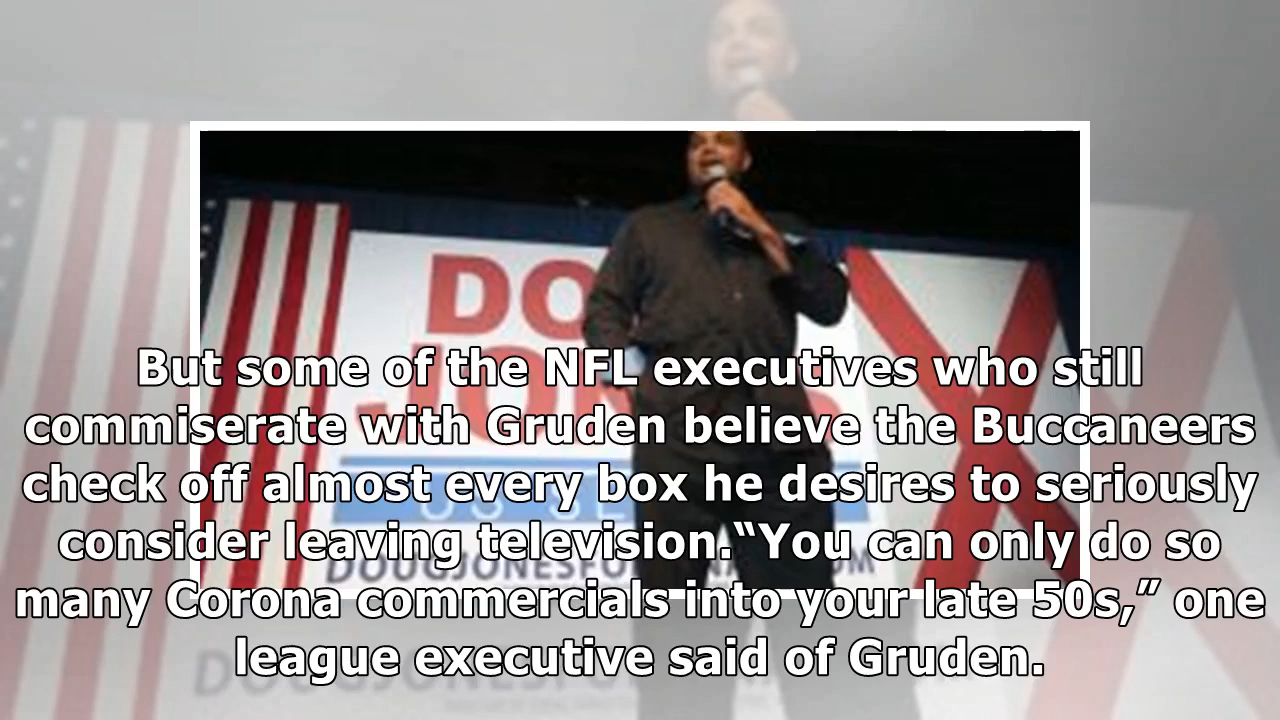 DO
JON
But some of the NFL executives who still
commiserate with Gruden believe the Buccaneers
check off almost every box he desires to seriously
consider leaving television.“You can only do so
many Corona commercials into your late 50s,” one
league executive said of Gruden.